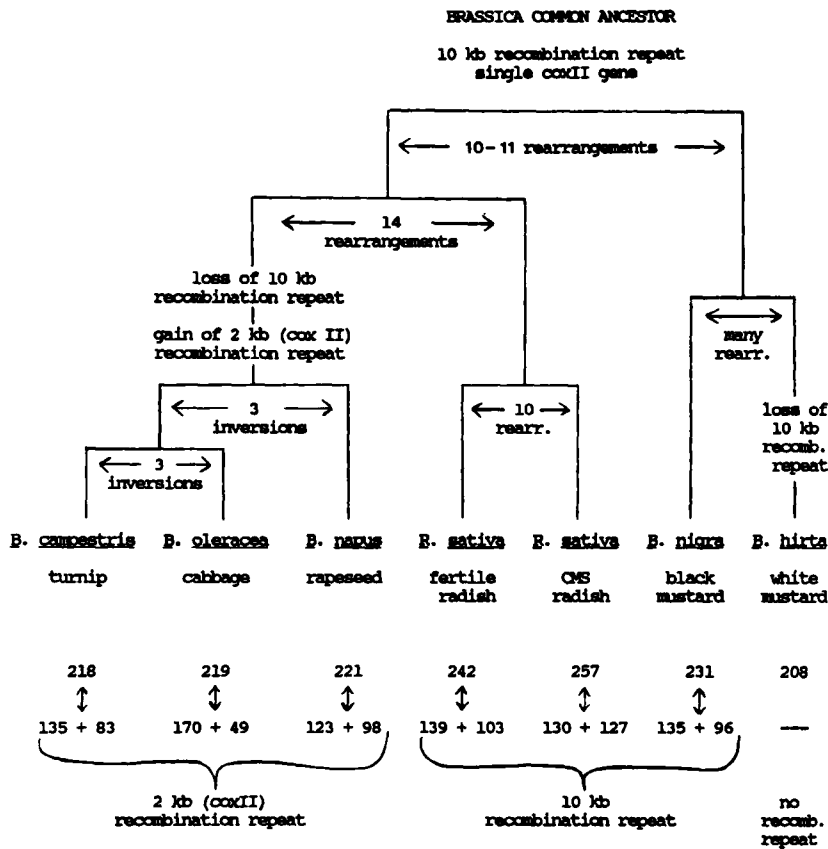 BRASSICA COMMON ANCESTOR
10 kb recombination repeat
single coxII gene
10-11 rearrangements
14
rearrangements
loss of 10 kb
recombination repeat
gain of 2 kb (cox II)
recombination repeat
many
rearr.
3
inversions
10
rearr.
loss of
10 kb
recomb.
repeat
3
inversions
B. campestris B. oleracea B. napus R. sativa R. sativa B. nigra B. hirta
turnip cabbage rapeseed fertile radish CMS radish black mustard white mustard
218 219 221 242 257 231 208
135 + 83 170 + 49 123 + 98 139 + 103 130 + 127 135 + 96 —
2 kb (coxII)
recombination repeat
10 kb
recombination repeat
no
recomb.
repeat